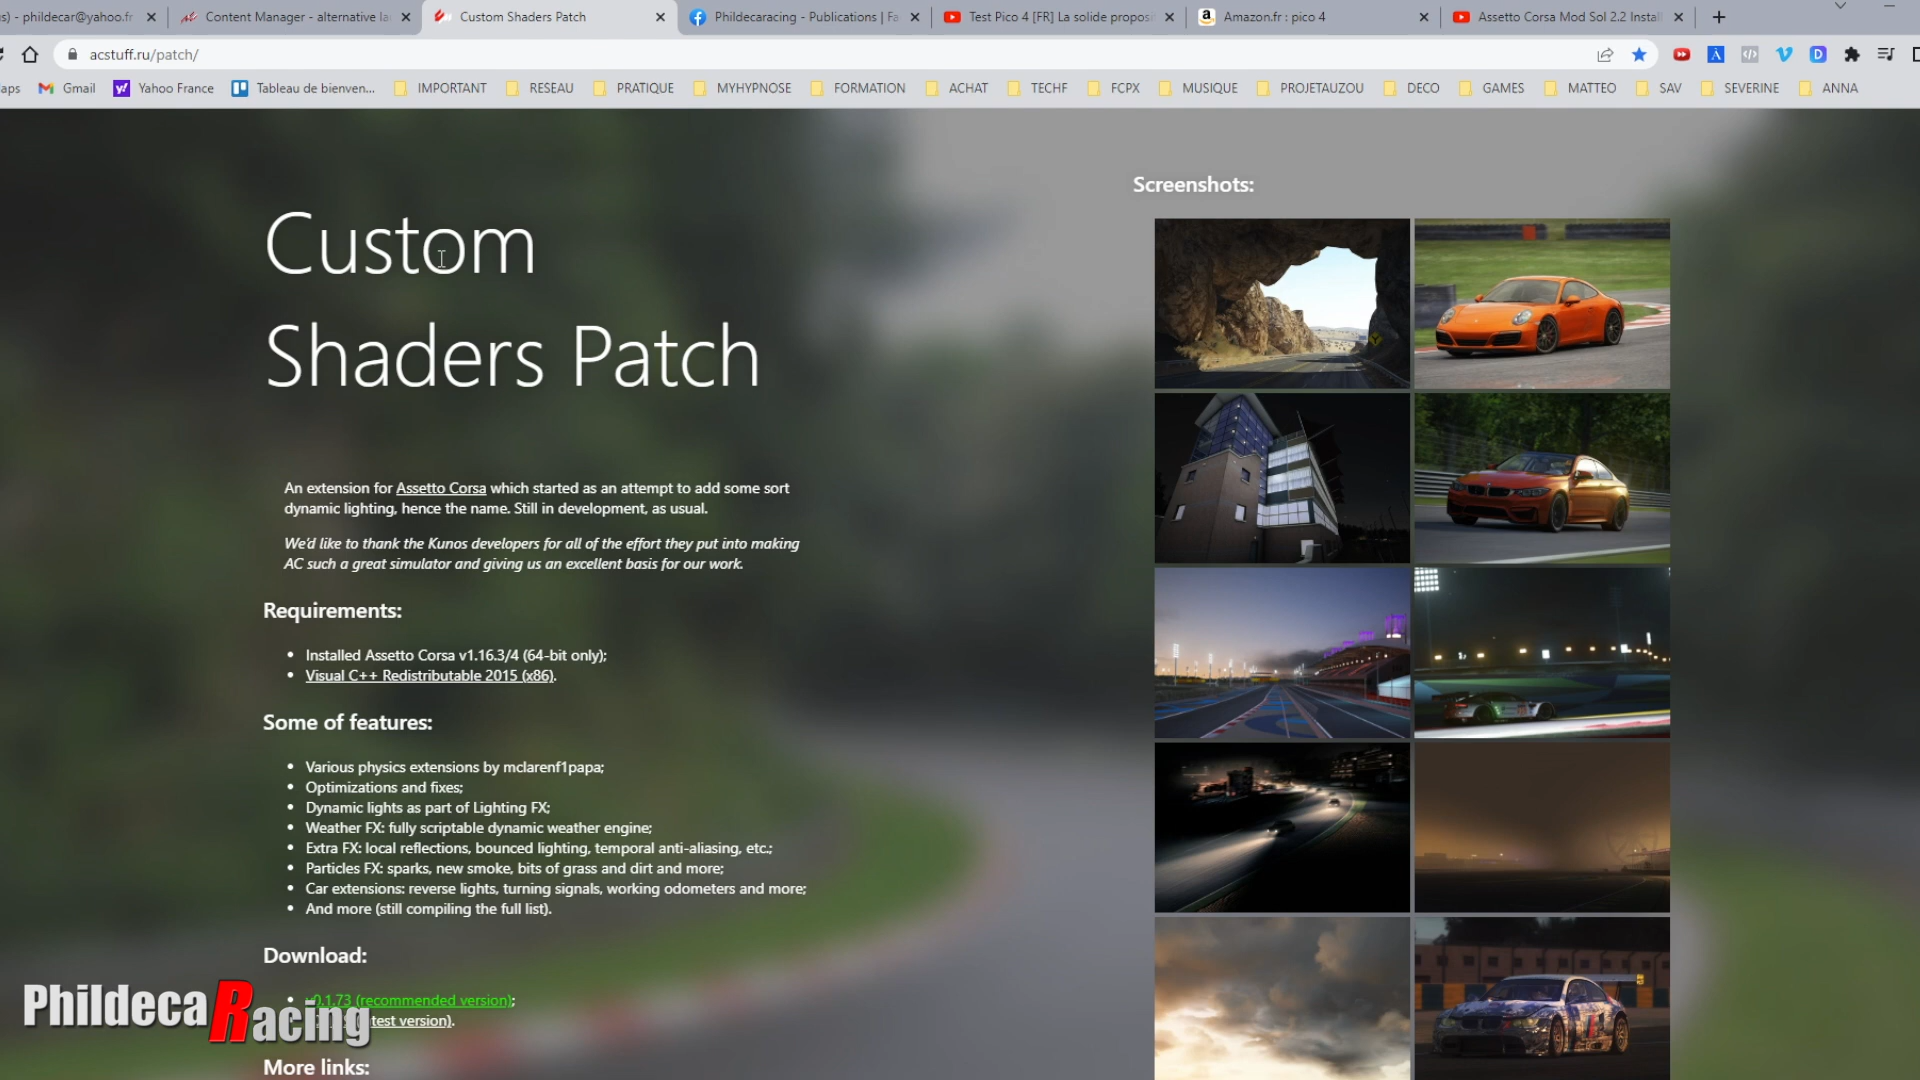 s) - phildecar@yahoo.fr
Content Manager - alternative la
Custom Shaders Patch
Phildecaracing - Publications | Fa
Test Pico 4 [FR] La solide proposi
Amazon.fr : pico 4
Assetto Corsa Mod Sol 2.2 Instal
acstuff.ru/patch/
aps
Gmail
Yahoo France
Tableau de bienven...
IMPORTANT
RESEAU
PRATIQUE
MYHYPNOSE
FORMATION
ACHAT
TECHF
FCPX
MUSIQUE
PROJETAUZOU
DECO
GAMES
MATTEO
SAV
SEVERINE
ANNA
Custom
Shaders Patch
An extension for Assetto Corsa which started as an attempt to add some sort
dynamic lighting, hence the name. Still in development, as usual.
We'd like to thank the Kunos developers for all of the effort they put into making
AC such a great simulator and giving us an excellent basis for our work.
Requirements:
• Installed Assetto Corsa v1.16.3/4 (64-bit only);
• Visual C++ Redistributable 2015 (x86).
Some of features:
• Various physics extensions by mclarenf1papa;
• Optimizations and fixes;
• Dynamic lights as part of Lighting FX;
• Weather FX: fully scriptable dynamic weather engine;
• Extra FX: local reflections, bounced lighting, temporal anti-aliasing, etc.;
• Particles FX: sparks, new smoke, bits of grass and dirt and more;
• Car extensions: reverse lights, turning signals, working odometers and more;
• And more (still compiling the full list).
Download:
• v0.1.73 (recommended version);
test version).
More links:
Screenshots:
PhildecaRacing